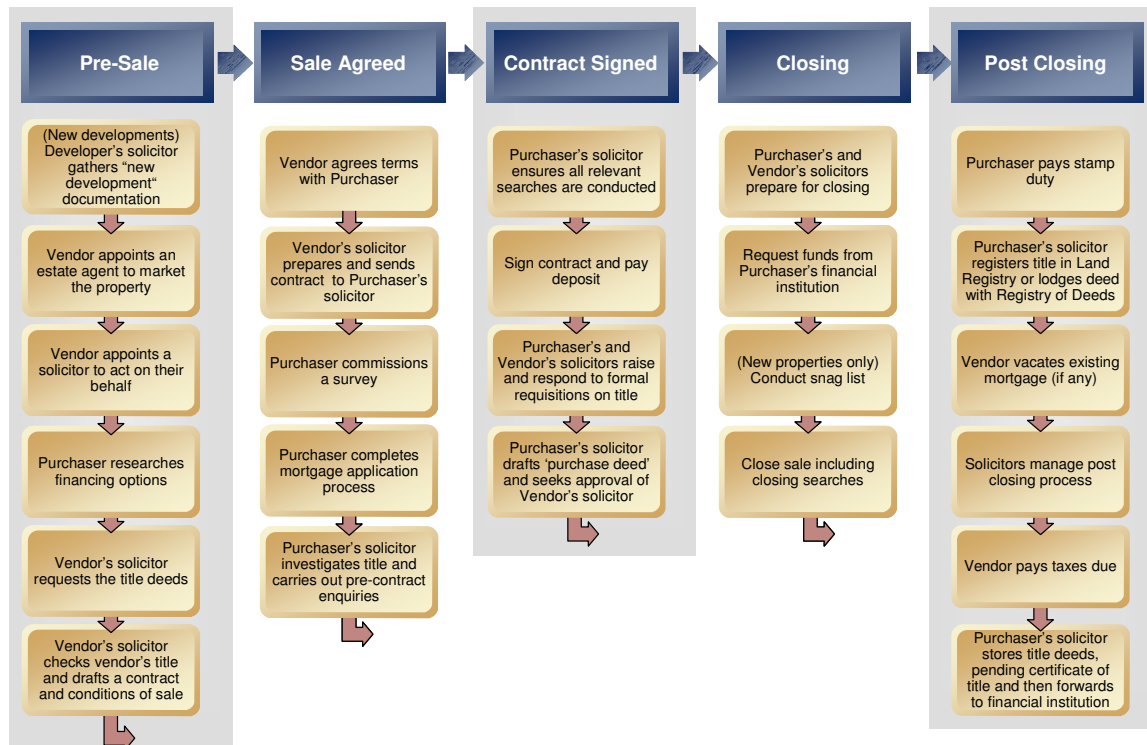 Pre-Sale
(New developments)
Developer's solicitor
gathers “new
development“
documentation
Vendor appoints an
estate agent to market
the property
Vendor appoints a
solicitor to act on their
behalf
Purchaser researches
financing options
Vendor's solicitor
requests the title deeds
Vendor's solicitor
checks vendor's title
and drafts a contract
and conditions of sale
Sale Agreed
Vendor agrees terms
with Purchaser
Vendor's solicitor
prepares and sends
contract to Purchaser's
solicitor
Purchaser commissions
a survey
Purchaser completes
mortgage application
process
Purchaser's solicitor
investigates title and
carries out pre-contract
enquiries
Contract Signed
Purchaser's solicitor
ensures all relevant
searches are conducted
Sign contract and pay
deposit
Purchaser's and
Vendor's solicitors raise
and respond to formal
requisitions on title
Purchaser's solicitor
drafts ‘purchase deed’
and seeks approval of
Vendor's solicitor
Closing
Purchaser's and
Vendor's solicitors
prepare for closing
Request funds from
Purchaser's financial
institution
(New properties only)
Conduct snag list
Close sale including
closing searches
Post Closing
Purchaser pays stamp
duty
Purchaser's solicitor
registers title in Land
Registry or lodges deed
with Registry of Deeds
Vendor vacates existing
mortgage (if any)
Solicitors manage post
closing process
Vendor pays taxes due
Purchaser's solicitor
stores title deeds,
pending certificate of
title and then forwards
to financial institution